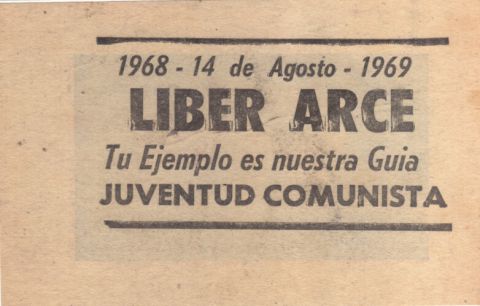 1968 - 14 de Agosto - 1969
LIBER ARCE
Tu Ejemplo es nuestra Guia
JUVENTUD COMUNISTA